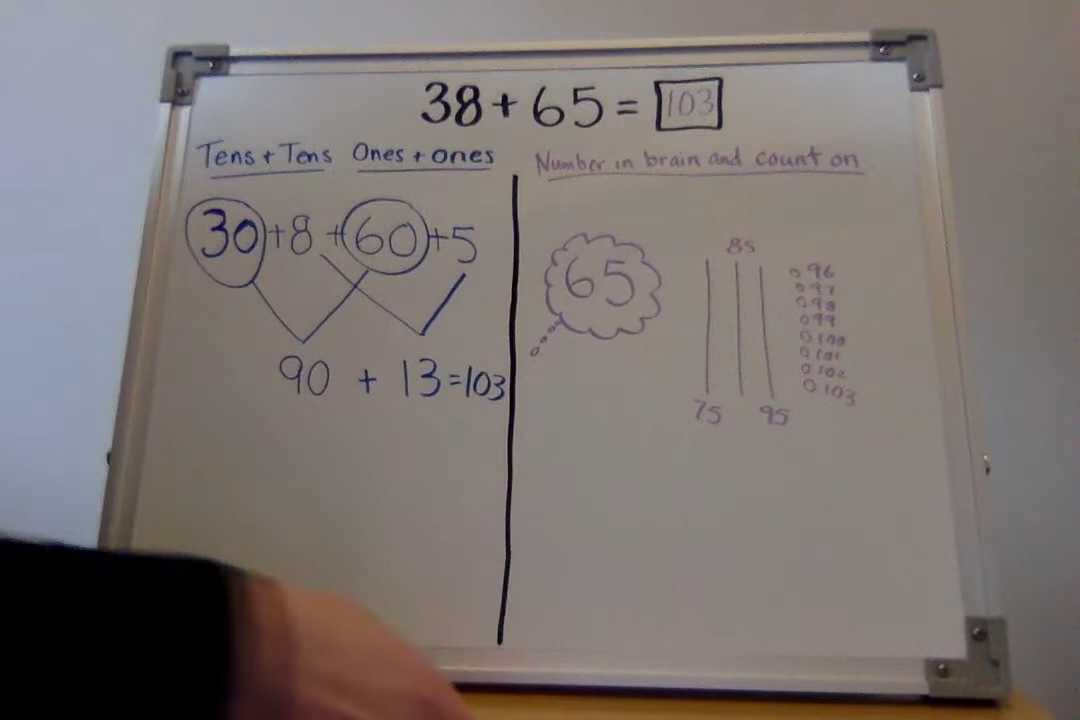 38 + 65 = 103
Tens + Tens Ones + ones
30 + 8 + 60 + 5
90 + 13 = 103
Number in brain and count on
65
85
75 95
96
97
98
99
100
101
102
103